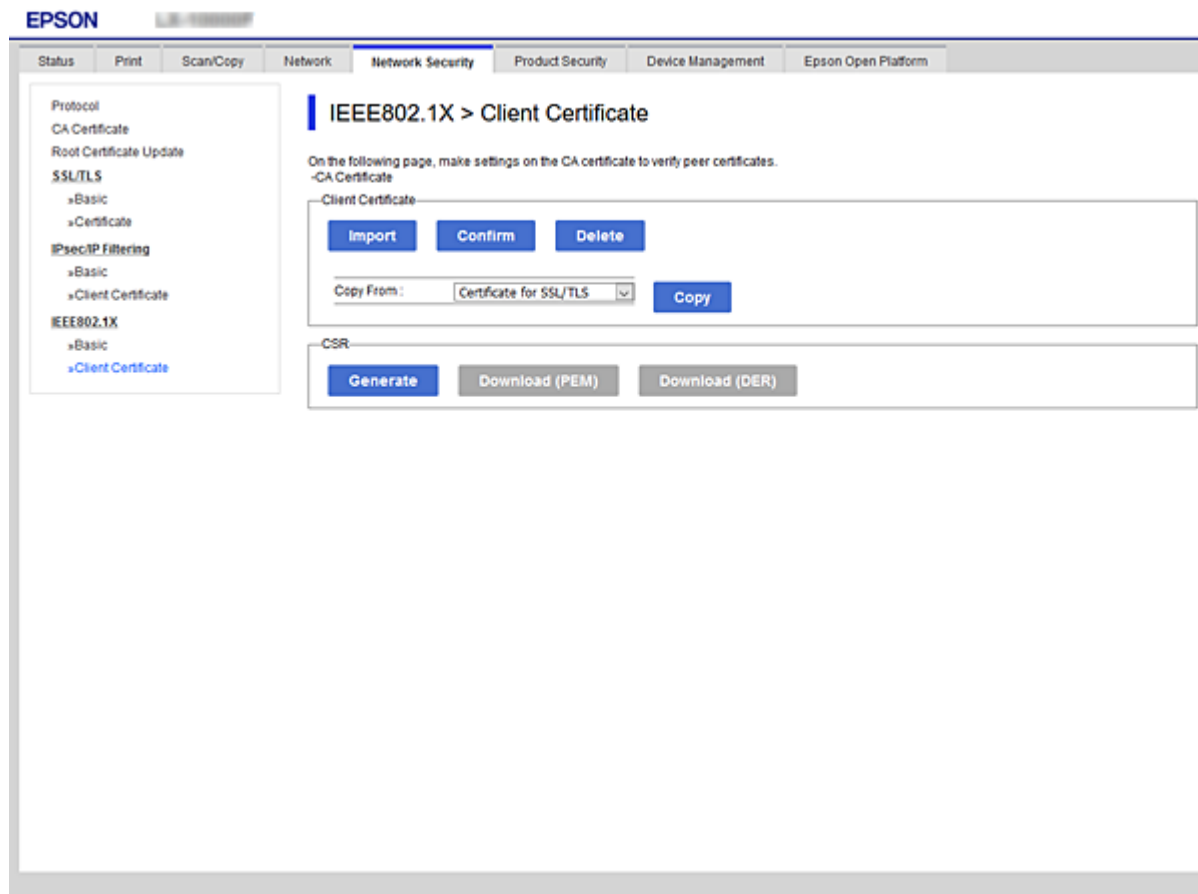 EPSON
Status Print Scan/Copy Network Network Security Product Security Device Management Epson Open Platform
Protocol
CA Certificate
Root Certificate Update
SSL/TLS
»Basic
»Certificate
IPsec/IP Filtering
»Basic
»Client Certificate
IEEE802.1X
»Basic
»Client Certificate
IEEE802.1X > Client Certificate
On the following page, make settings on the CA certificate to verify peer certificates.
-CA Certificate
Client Certificate
Import Confirm Delete
Copy From : Certificate for SSL/TLS Copy
CSR
Generate Download (PEM) Download (DER)